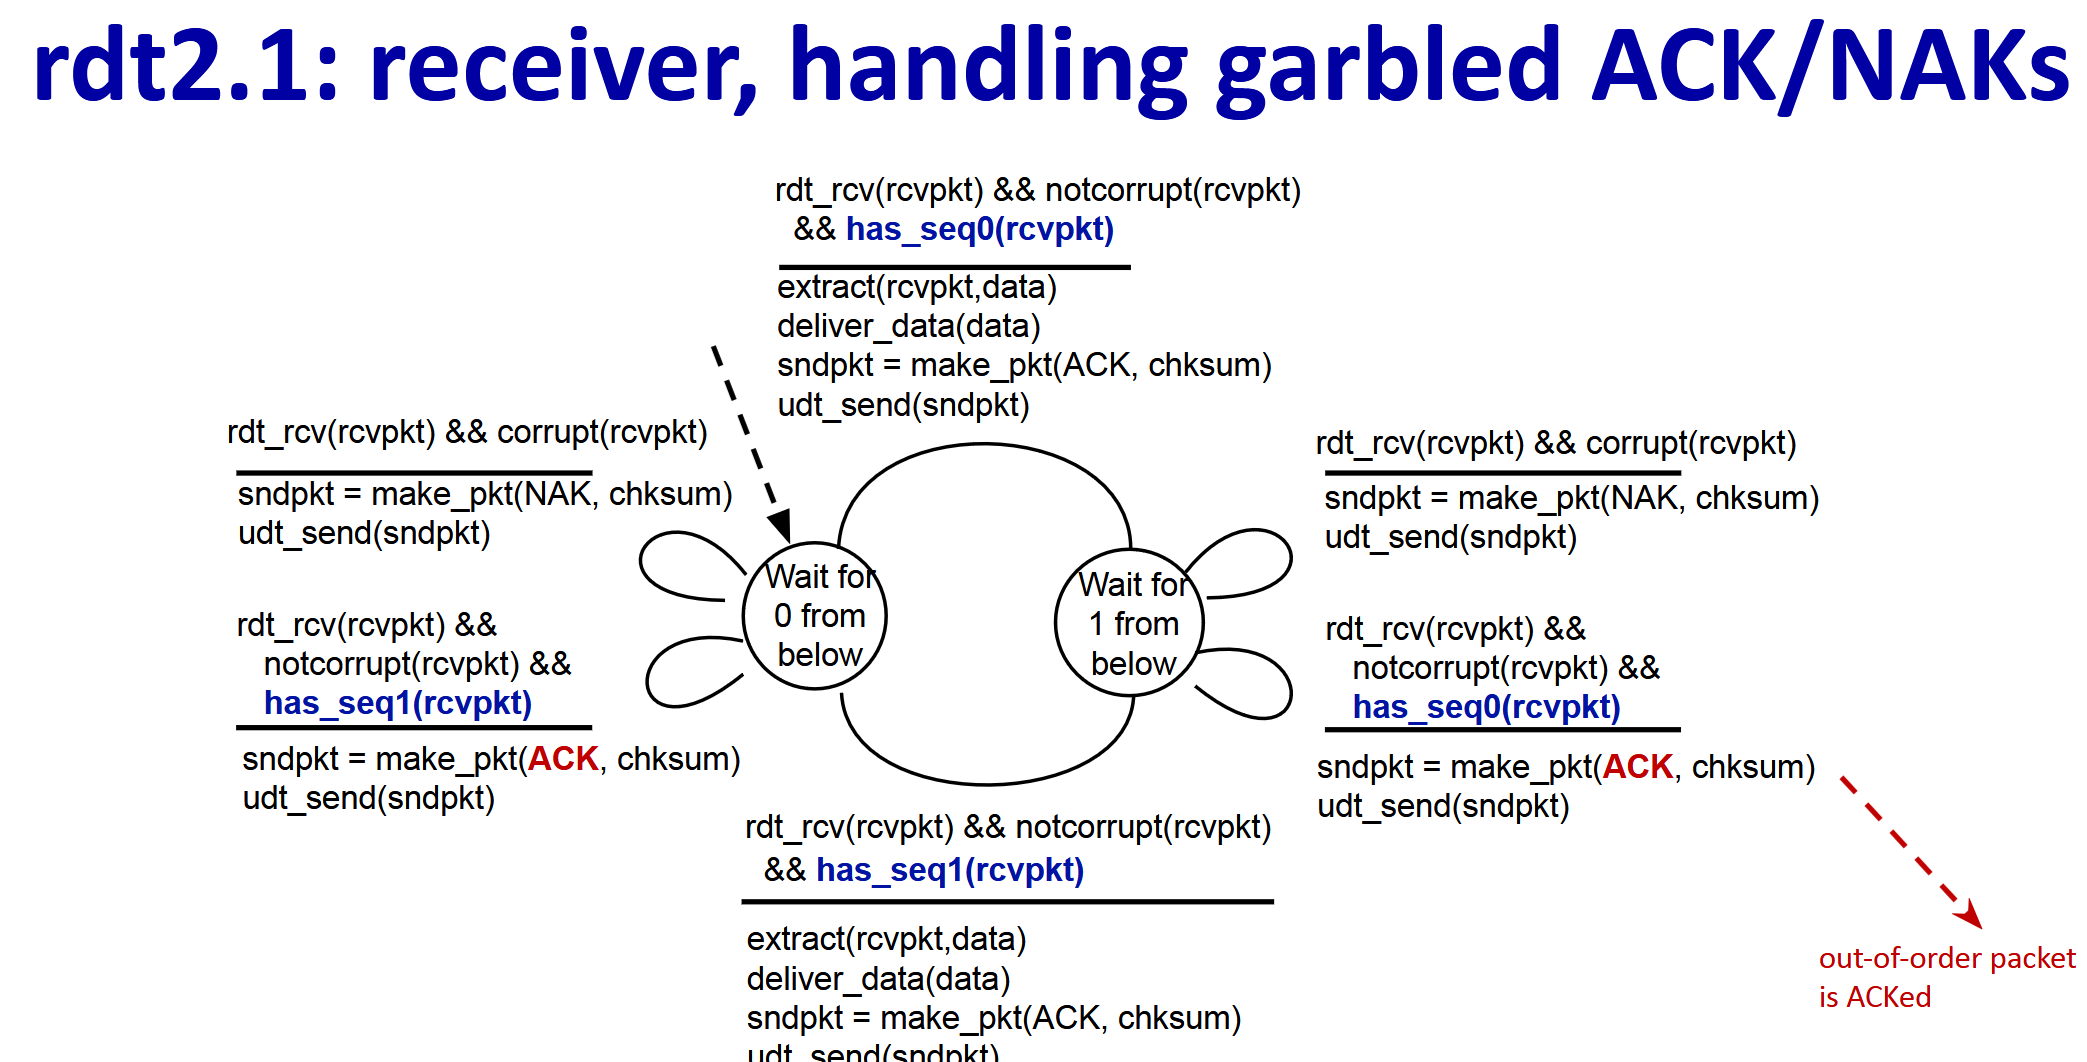 rdt2.1: receiver, handling garbled ACK/NAKs
rdt_rcv(rcvpkt) && notcorrupt(rcvpkt)
&& has_seq0(rcvpkt)
extract(rcvpkt,data)
deliver_data(data)
sndpkt = make_pkt(ACK, chksum)
udt_send(sndpkt)
rdt_rcv(rcvpkt) && corrupt(rcvpkt)
sndpkt = make_pkt(NAK, chksum)
udt_send(sndpkt)
rdt_rcv(rcvpkt) &&
notcorrupt(rcvpkt) &&
has_seq1(rcvpkt)
sndpkt = make_pkt(ACK, chksum)
udt_send(sndpkt)
Wait for
0 from
below
Wait for
1 from
below
rdt_rcv(rcvpkt) && corrupt(rcvpkt)
sndpkt = make_pkt(NAK, chksum)
udt_send(sndpkt)
rdt_rcv(rcvpkt) &&
notcorrupt(rcvpkt) &&
has_seq0(rcvpkt)
sndpkt = make_pkt(ACK, chksum)
udt_send(sndpkt)
rdt_rcv(rcvpkt) && notcorrupt(rcvpkt)
&& has_seq1(rcvpkt)
extract(rcvpkt,data)
deliver_data(data)
sndpkt = make_pkt(ACK, chksum)
udt_send(sndpkt)
out-of-order packet
is ACKed